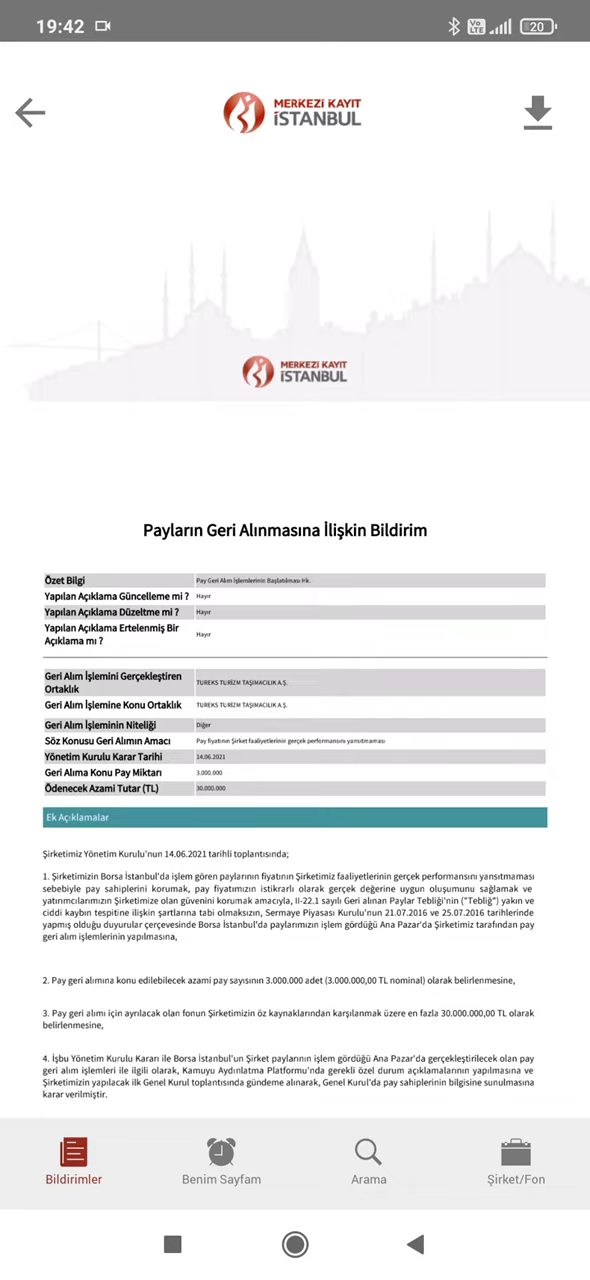 19:42
Vo LTE
20
MERKEZİ KAYIT
İSTANBUL
MERKEZİ KAYIT
İSTANBUL
Payların Geri Alınmasına İlişkin Bildirim
Özet Bilgi Pay Geri Alım İşlemlerinin Başlatılması Hk.
Yapılan Açıklama Güncelleme mi ? Hayır
Yapılan Açıklama Düzeltme mi ? Hayır
Yapılan Açıklama Ertelenmiş Bir
Açıklama mı ? Hayır
Geri Alım İşlemini Gerçekleştiren
Ortaklık TUREKS TURİZM TAŞIMACILIK A.Ş.
Geri Alım İşlemine Konu Ortaklık TUREKS TURİZM TAŞIMACILIK A.Ş.
Geri Alım İşleminin Niteliği Diğer
Söz Konusu Geri Alımın Amacı Pay fiyatının Şirket faaliyetlerinin gerçek performansını yansıtmaması
Yönetim Kurulu Karar Tarihi 14.06.2021
Geri Alıma Konu Pay Miktarı 3.000.000
Ödenecek Azami Tutar (TL) 30.000.000
Ek Açıklamalar
Şirketimiz Yönetim Kurulu'nun 14.06.2021 tarihli toplantısında;
1. Şirketimizin Borsa İstanbul'da işlem gören paylarının fiyatının Şirketimiz faaliyetlerinin gerçek performansını yansıtmaması
sebebiyle pay sahiplerini korumak, pay fiyatımızın istikrarlı olarak gerçek değerine uygun oluşumunu sağlamak ve
yatırımcılarımızın Şirketimize olan güvenini korumak amacıyla, II-22.1 sayılı Geri alınan Paylar Tebliği'nin ("Tebliğ") yakın ve
ciddi kaybın tespitine ilişkin şartlarına tabi olmaksızın, Sermaye Piyasası Kurulu'nun 21.07.2016 ve 25.07.2016 tarihlerinde
yapmış olduğu duyurular çerçevesinde Borsa İstanbul'da paylarımızın işlem gördüğü Ana Pazar'da Şirketimiz tarafından pay
geri alım işlemlerinin yapılmasına,
2. Pay geri alımına konu edilebilecek azami pay sayısının 3.000.000 adet (3.000.000,00 TL nominal) olarak belirlenmesine,
3. Pay geri alımı için ayrılacak olan fonun Şirketimizin öz kaynaklarından karşılanmak üzere en fazla 30.000.000,00 TL olarak
belirlenmesine,
4. İşbu Yönetim Kurulu Kararı ile Borsa İstanbul'un Şirket paylarının işlem gördüğü Ana Pazar'da gerçekleştirilecek olan pay
geri alım işlemleri ile ilgili olarak, Kamuyu Aydınlatma Platformu'nda gerekli özel durum açıklamalarının yapılmasına ve
Şirketimizin yapılacak ilk Genel Kurul toplantısında gündeme alınarak, Genel Kurul'da pay sahiplerinin bilgisine sunulmasına
karar verilmiştir.
Bildirimler
Benim Sayfam
Arama
Şirket/Fon